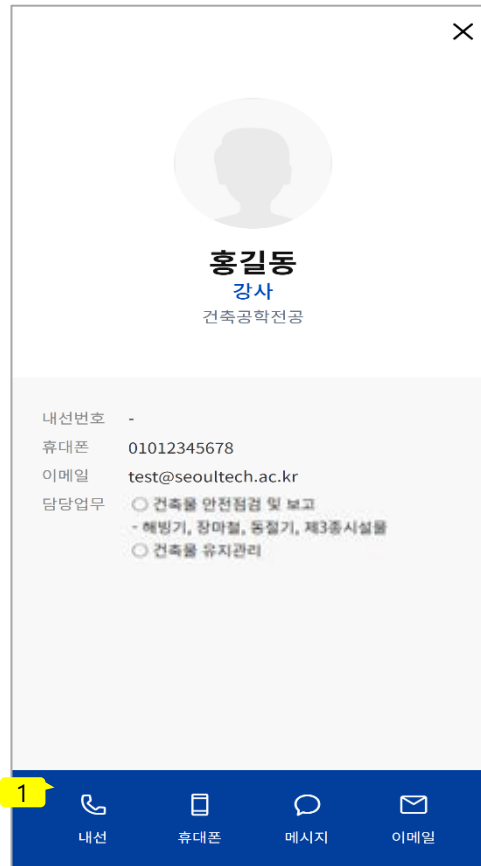 홍길동
강사
건축공학전공
내선번호 -
휴대폰 01012345678
이메일 test@seoultech.ac.kr
담당업무 ○ 건축물 안전점검 및 보고
- 해빙기, 장마철, 동절기, 제3종시설물
○ 건축물 유지관리
1
내선 휴대폰 메시지 이메일